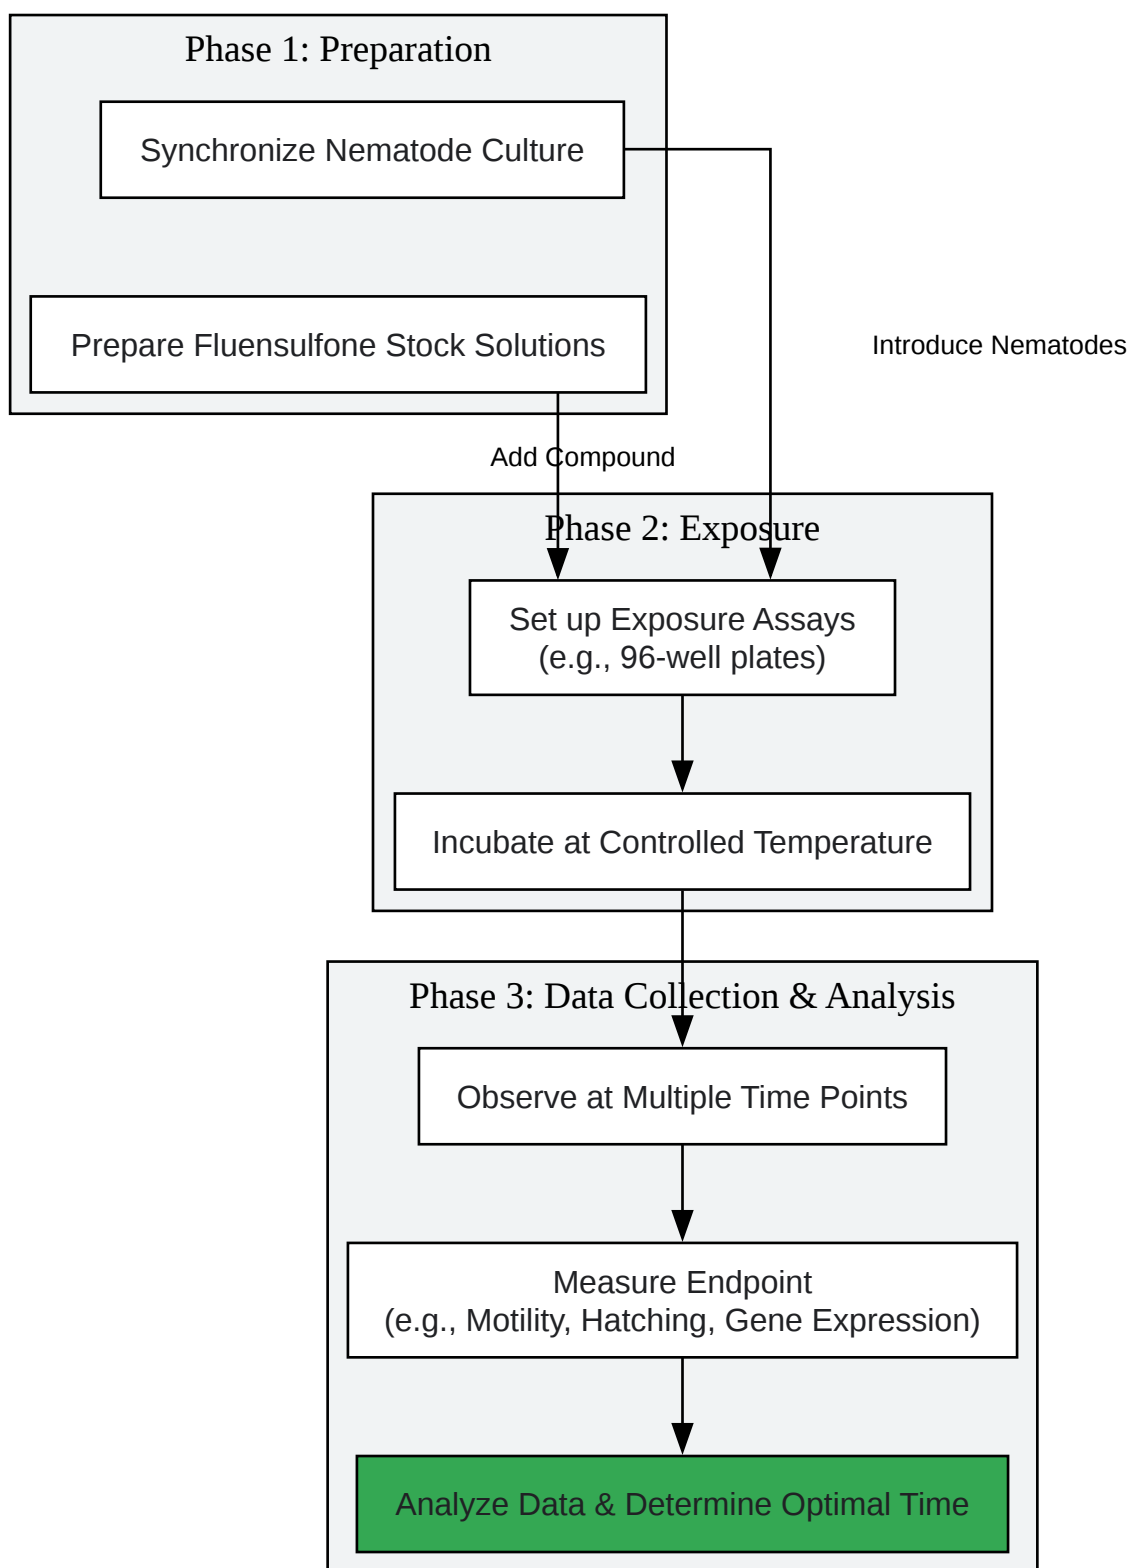 Phase 1: Preparation
Synchronize Nematode Culture
Prepare Fluensulfone Stock Solutions
Introduce Nematodes
Add Compound
Phase 2: Exposure
Set up Exposure Assays
(e.g., 96-well plates)
Incubate at Controlled Temperature
Phase 3: Data Collection & Analysis
Observe at Multiple Time Points
Measure Endpoint
(e.g., Motility, Hatching, Gene Expression)
Analyze Data & Determine Optimal Time